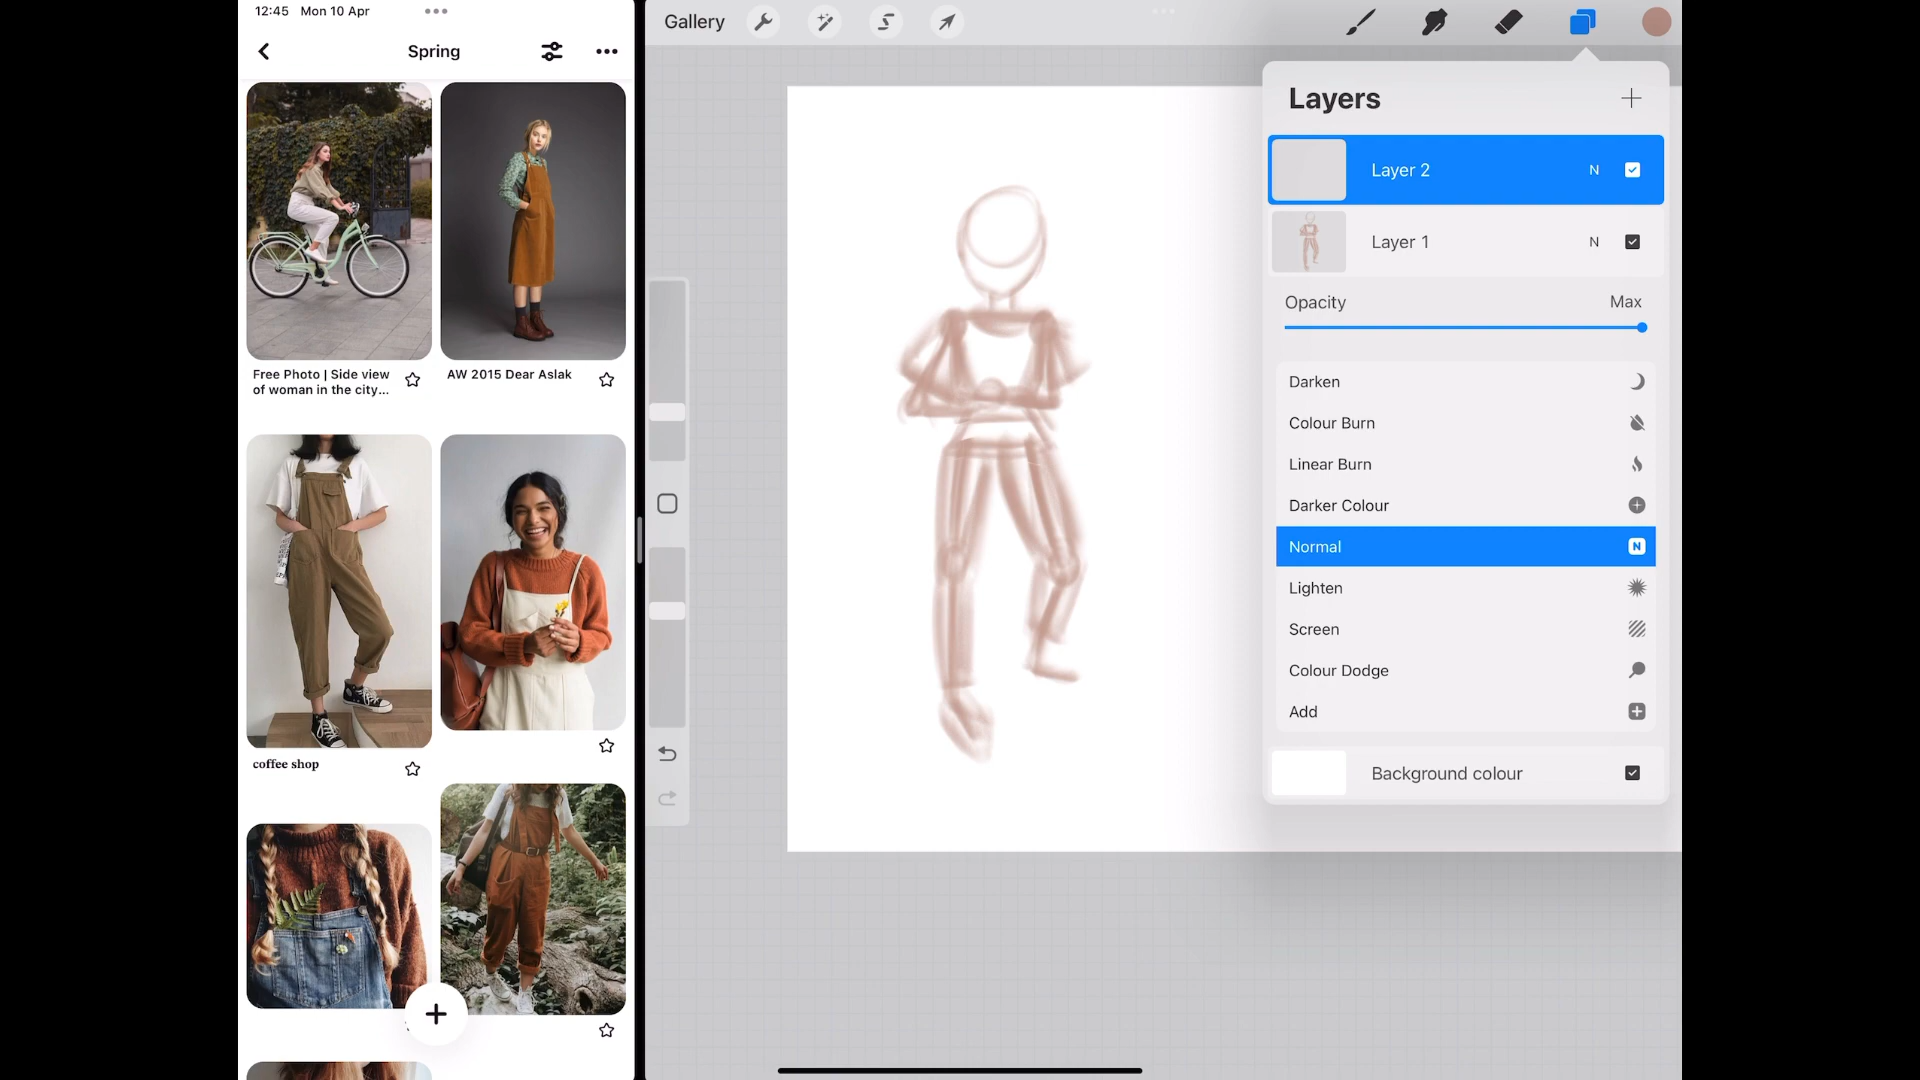 12:45 Mon 10 Apr
Spring
Free Photo | Side view
of woman in the city...
AW 2015 Dear Aslak
coffee shop
Gallery
Layers
Layer 2 N
Layer 1 N
Opacity Max
Darken
Colour Burn
Linear Burn
Darker Colour
Normal N
Lighten
Screen
Colour Dodge
Add
Background colour